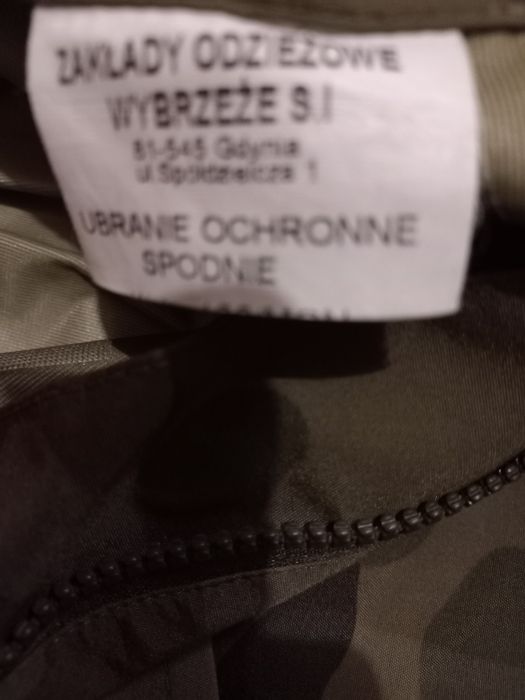 ZAKŁADY ODZIEŻOWE
WYBRZEŻE S.I
81-545 Gdynia
ul.Spółdzielcza 1
UBRANIE OCHRONNE
SPODNIE